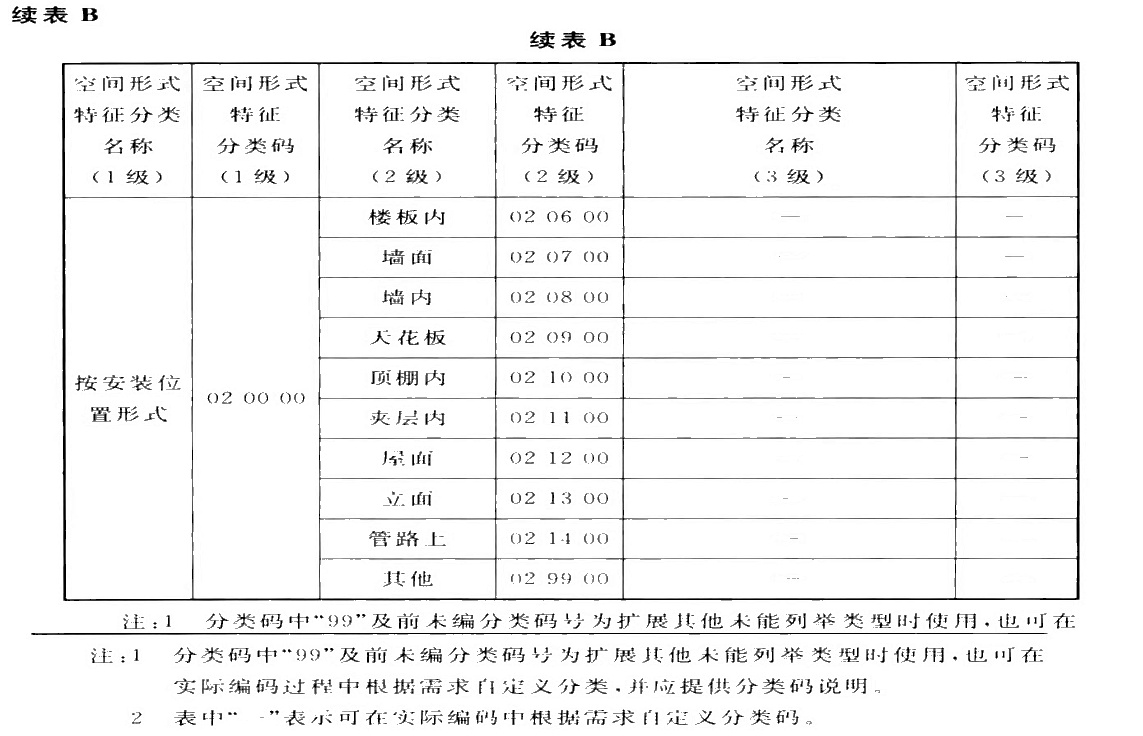 续表 B
续表 B
空间形式特征分类名称（1 级） 空间形式特征分类码（1 级） 空间形式特征分类名称（2 级） 空间形式特征分类码（2 级） 空间形式特征分类名称（3 级） 空间形式特征分类码（3 级）
按安装位置形式 02 00 00
楼板内 02 06 00 — —
墙面 02 07 00 — —
墙内 02 08 00 —
天花板 02 09 00
顶棚内 02 10 00 - —
夹层内 02 11 00 - -
屋面 02 12 00 -
立面 02 13 00 -
管路上 02 14 00 -
其他 02 99 00 —
注：1 分类码中“99”及前未编分类码号为扩展其他未能列举类型时使用，也可在
注：1 分类码中“99”及前未编分类码号为扩展其他未能列举类型时使用，也可在
实际编码过程中根据需求自定义分类，并应提供分类码说明。
2 表中“—”表示可在实际编码中根据需求自定义分类码。